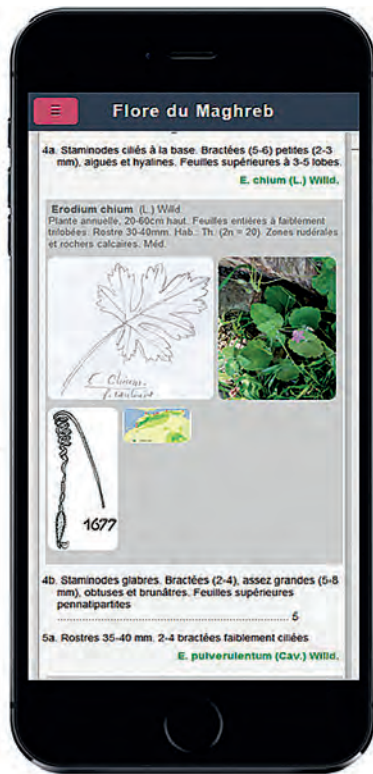 Flore du Maghreb
4a. Staminodes ciliés à la base. Bractées (5-6) petites (2-3
mm), aiguës et hyalines. Feuilles supérieures à 3-5 lobes.
E. chium (L.) Willd.
Erodium chium (L.) Willd.
Plante annuelle, 20-60cm haut. Feuilles entières à faiblement
trilobées. Rostre 30-40mm. Hab.: Th. (2n = 20). Zones rudérales
et rochers calcaires. Méd.
E. Chium
1677
4b. Staminodes glabres. Bractées (2-4), assez grandes (5-8
mm), obtuses et brunâtres. Feuilles supérieures
pennatipartites
........................................................................ 5
5a. Rostres 35-40 mm. 2-4 bractées faiblement ciliées
E. pulverulentum (Cav.) Willd.